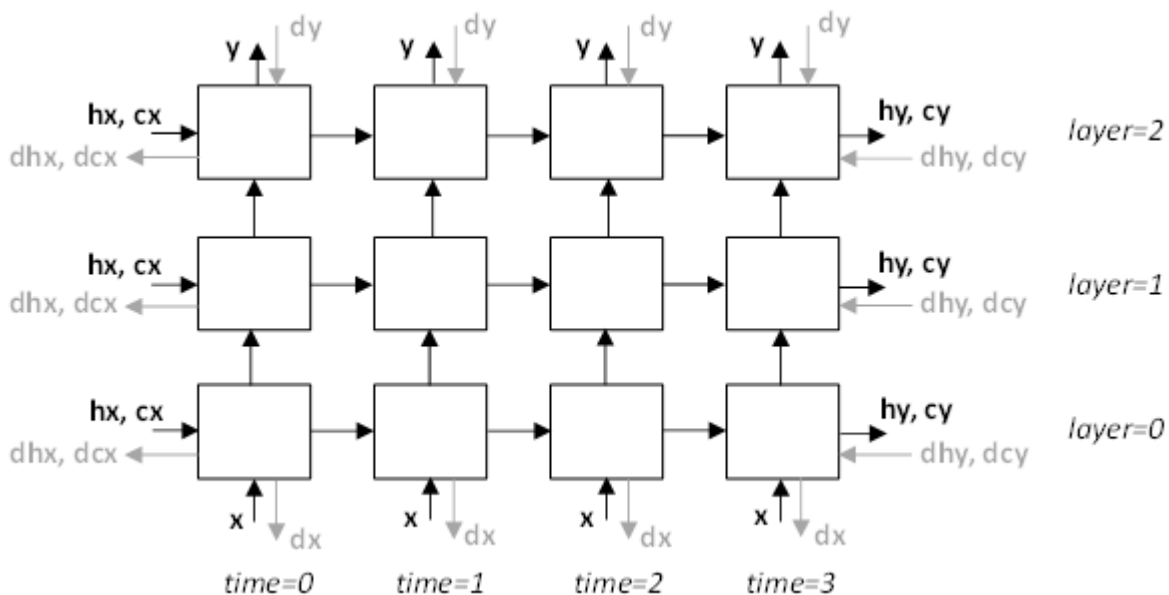 dy dy dy dy
y y y y
hx, cx hy, cy layer=2
dhx, dcx dhy, dcy
hx, cx hy, cy layer=1
dhx, dcx dhy, dcy
hx, cx hy, cy layer=0
dhx, dcx dhy, dcy
x x x x
dx dx dx dx
time=0 time=1 time=2 time=3